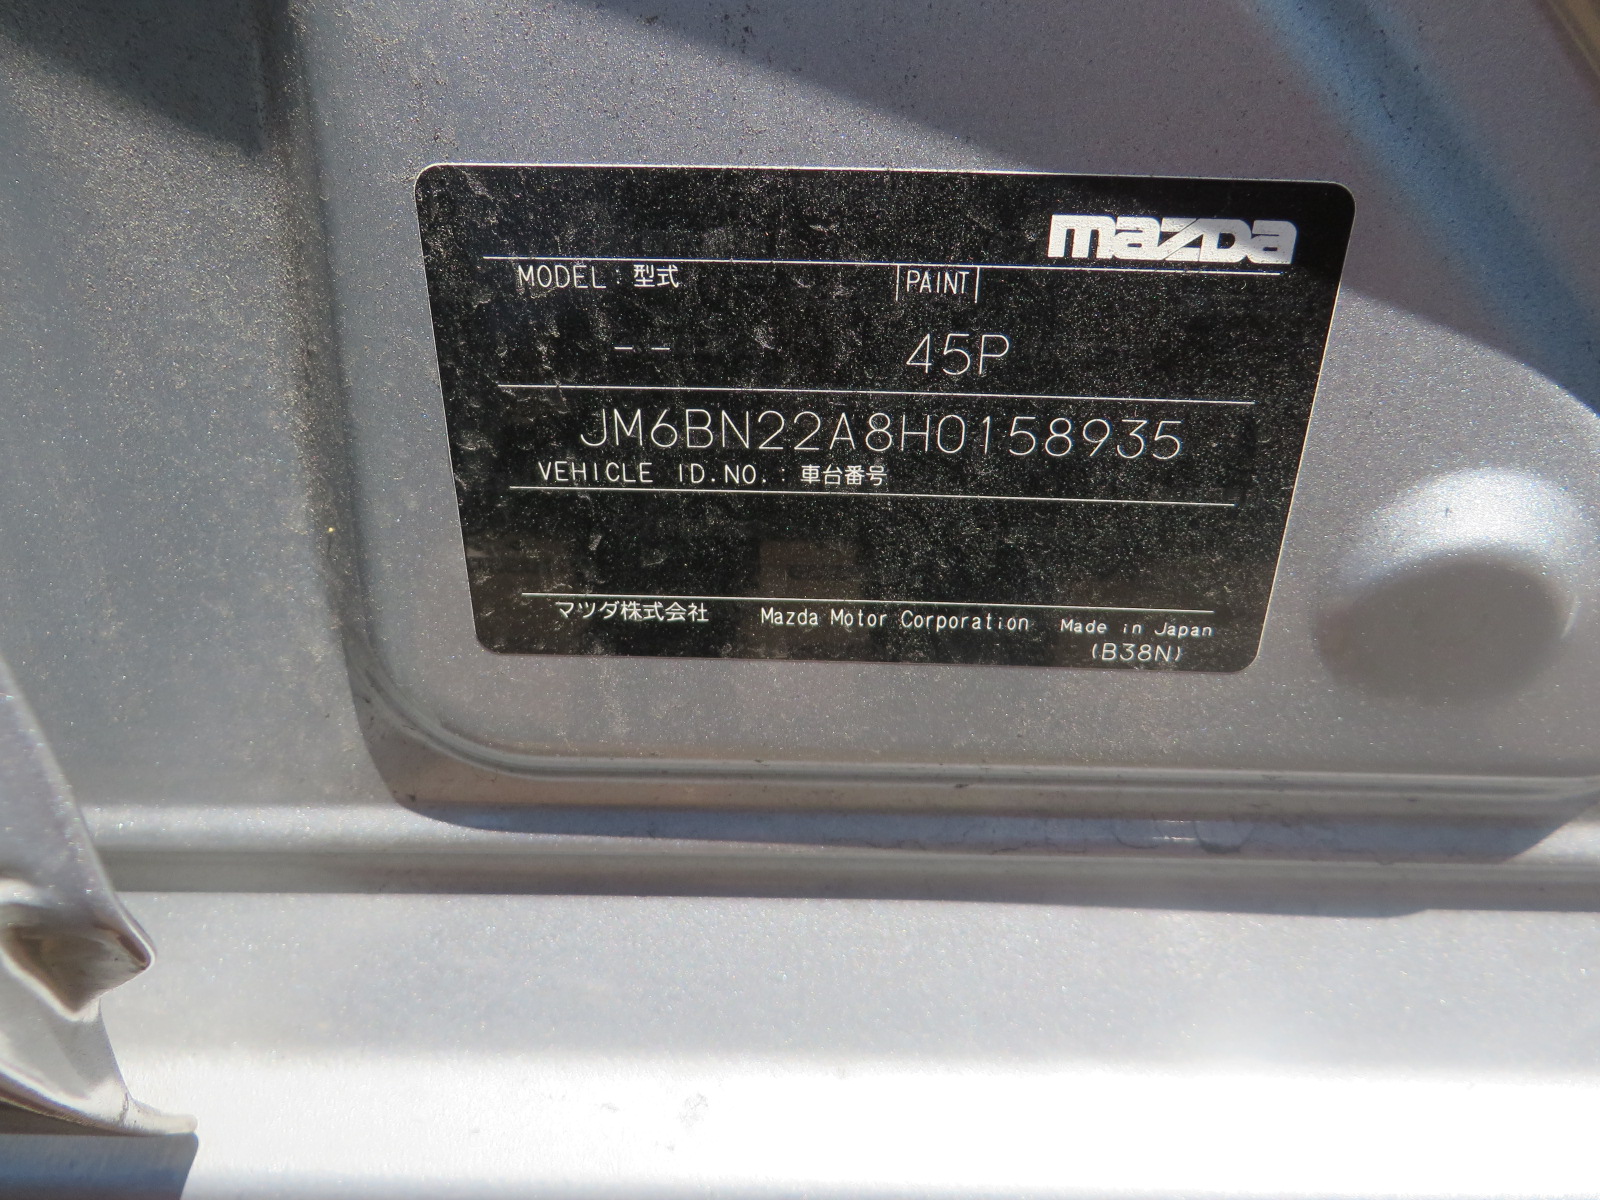 mazda
MODEL : 型式 |PAINT|
-- 45P
JM6BN22A8H0158935
VEHICLE ID.NO. : 車台番号
マツダ株式会社 Mazda Motor Corporation Made in Japan
(B38N)